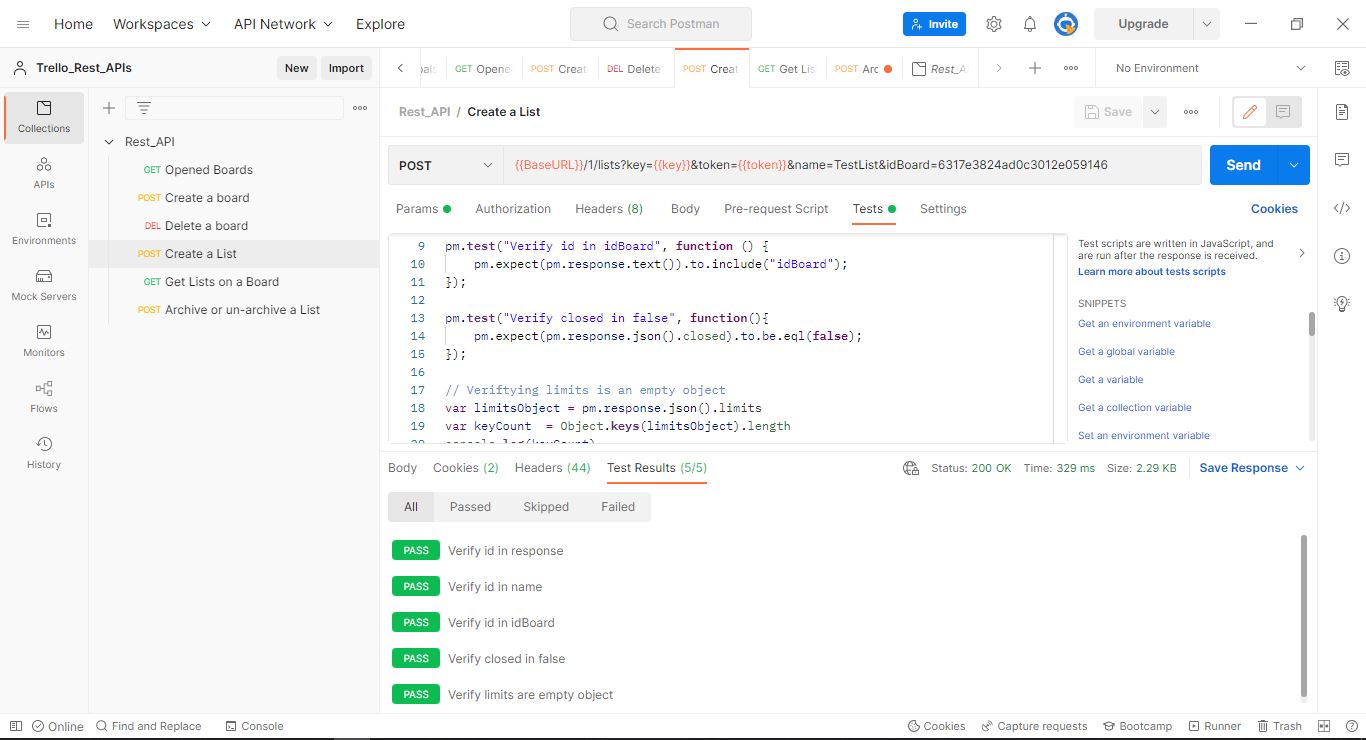 Home Workspaces API Network Explore Search Postman Invite Upgrade
Trello_Rest_APIs New Import
GET Opene POST Creat DEL Delete POST Creat GET Get Lis POST Arc Rest_A No Environment
Collections
APIs
Environments
Mock Servers
Monitors
Flows
History
Rest_API
GET Opened Boards
POST Create a board
DEL Delete a board
POST Create a List
GET Get Lists on a Board
POST Archive or un-archive a List
Rest_API / Create a List Save
POST {{BaseURL}}/1/lists?key={{key}}&token={{token}}&name=TestList&idBoard=6317e3824ad0c3012e059146 Send
Params Authorization Headers (8) Body Pre-request Script Tests Settings Cookies
9 pm.test("Verify id in idBoard", function () {
10 pm.expect(pm.response.text()).to.include("idBoard");
11 });
12
13 pm.test("Verify closed in false", function(){
14 pm.expect(pm.response.json().closed).to.be.eql(false);
15 });
16
17 // Veriftying limits is an empty object
18 var limitsObject = pm.response.json().limits
19 var keyCount = Object.keys(limitsObject).length
20 console.log(keyCount)
Test scripts are written in JavaScript, and
are run after the response is received.
Learn more about tests scripts
SNIPPETS
Get an environment variable
Get a global variable
Get a variable
Get a collection variable
Set an environment variable
Body Cookies (2) Headers (44) Test Results (5/5) Status: 200 OK Time: 329 ms Size: 2.29 KB Save Response
All Passed Skipped Failed
PASS Verify id in response
PASS Verify id in name
PASS Verify id in idBoard
PASS Verify closed in false
PASS Verify limits are empty object
Online Find and Replace Console Cookies Capture requests Bootcamp Runner Trash